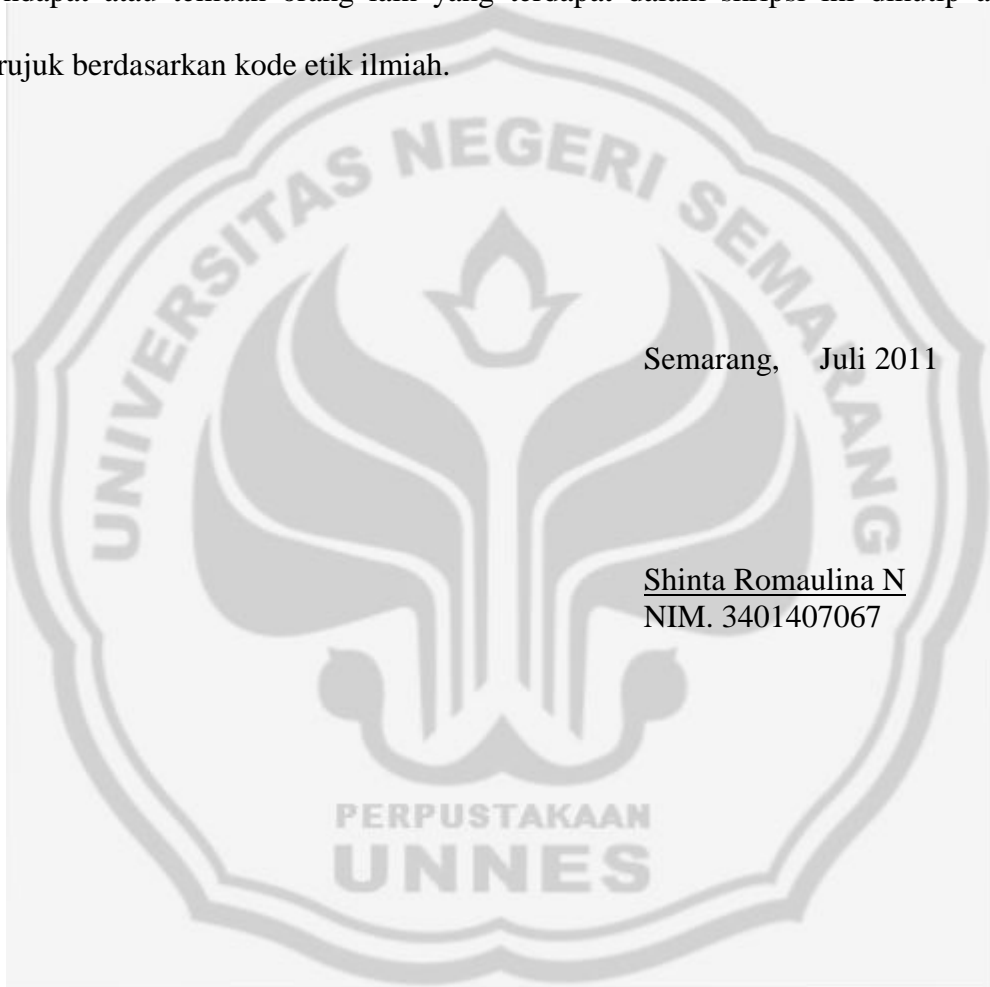 rujuk berdasarkan kode etik ilmiah.
UNIVERSITAS NEGERI SEMARANG
Semarang, Juli 2011
Shinta Romaulina N
NIM. 3401407067
PERPUSTAKAAN
UNNES